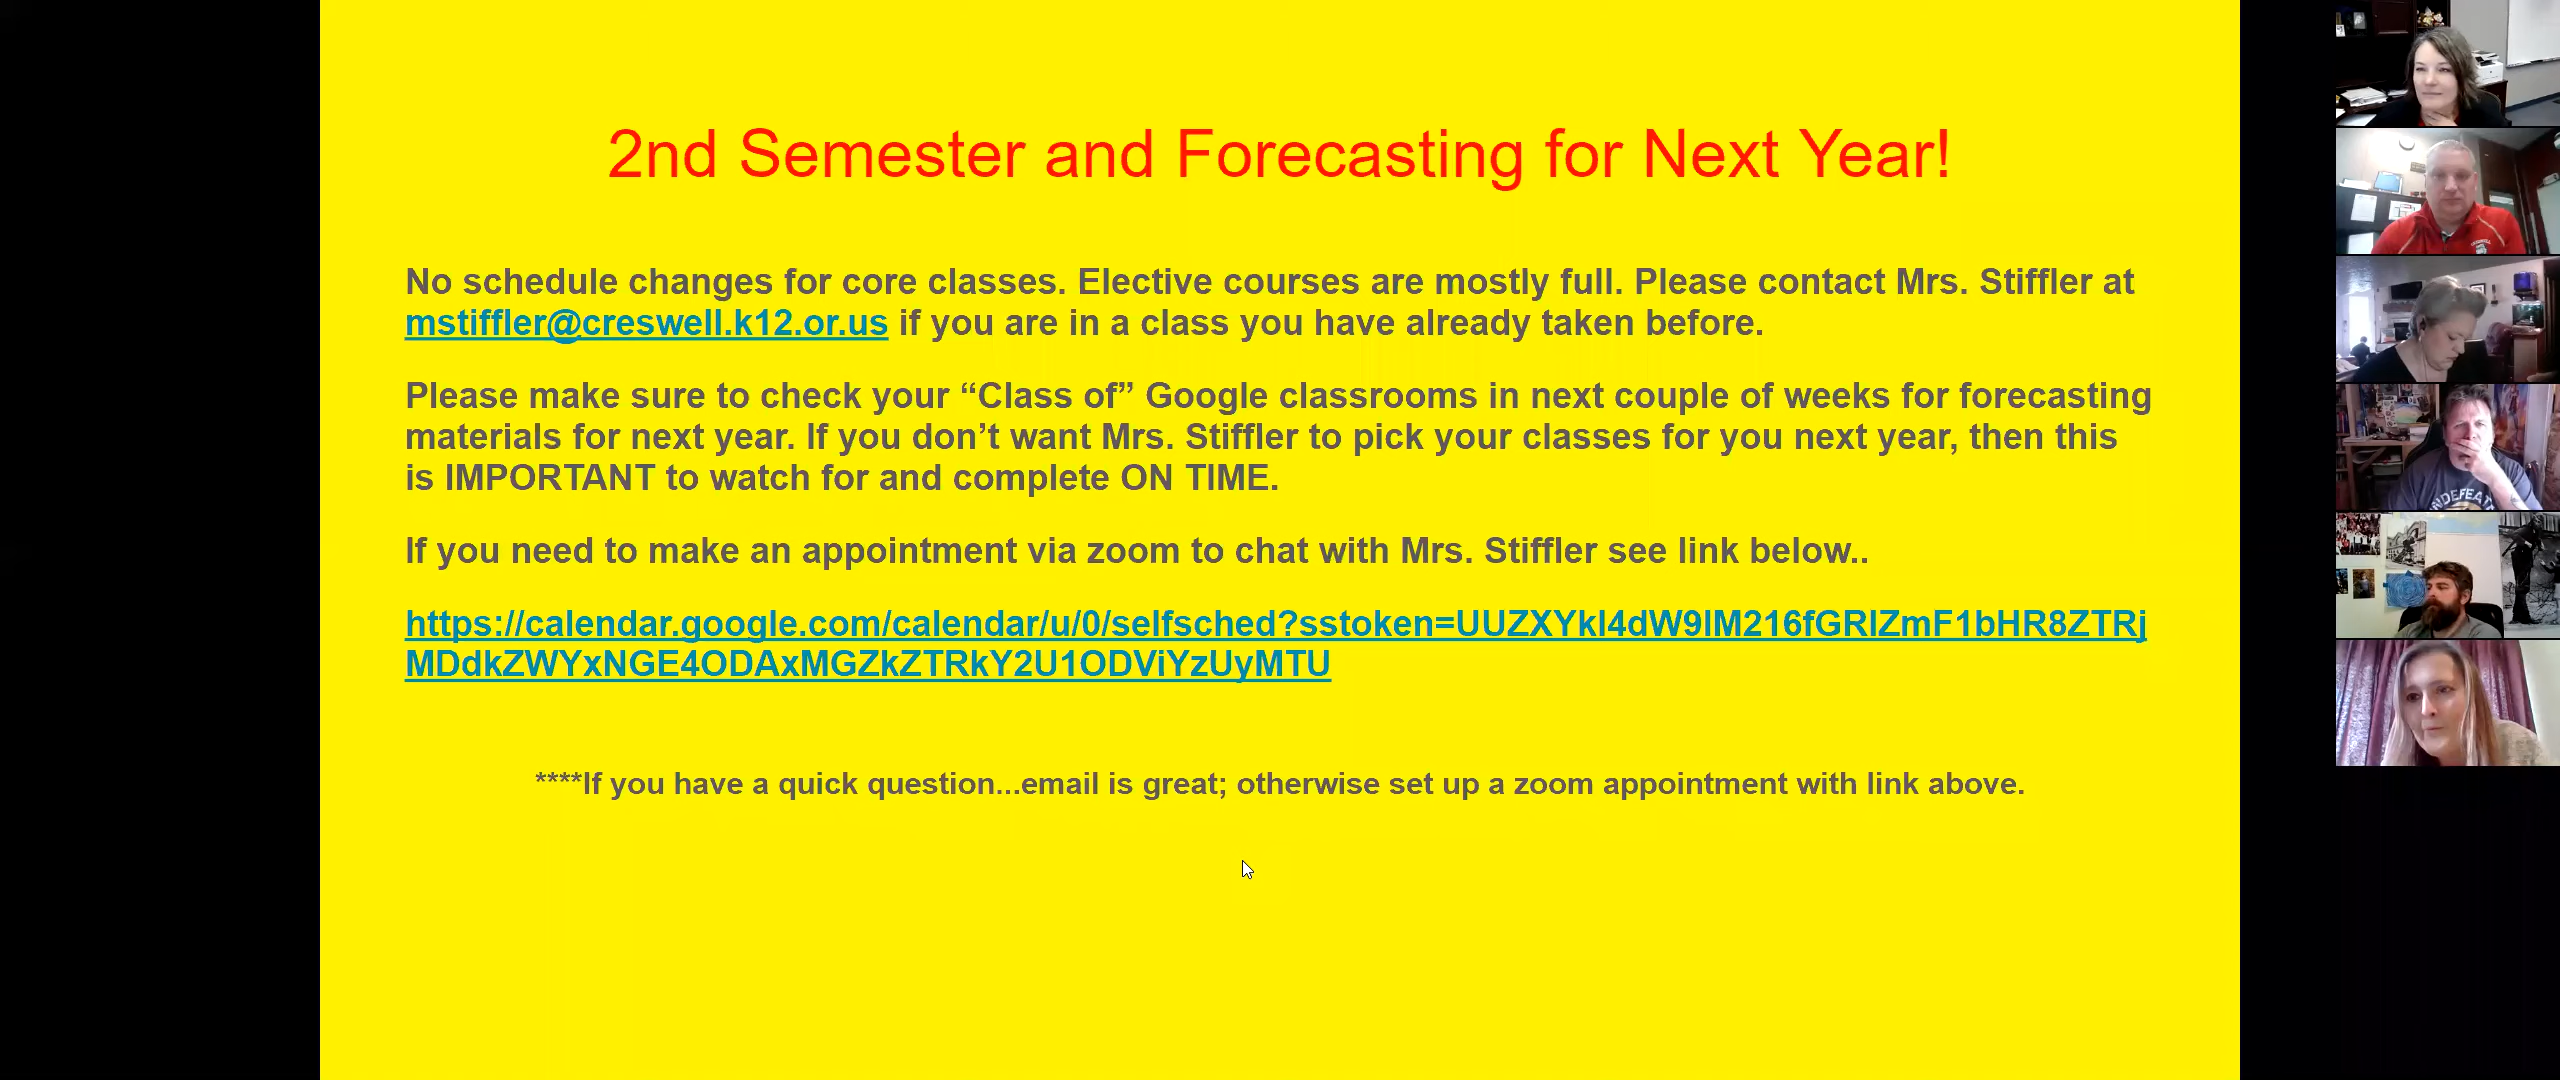 2nd Semester and Forecasting for Next Year!
No schedule changes for core classes. Elective courses are mostly full. Please contact Mrs. Stiffler at
mstiffler@creswell.k12.or.us if you are in a class you have already taken before.
Please make sure to check your “Class of” Google classrooms in next couple of weeks for forecasting
materials for next year. If you don’t want Mrs. Stiffler to pick your classes for you next year, then this
is IMPORTANT to watch for and complete ON TIME.
If you need to make an appointment via zoom to chat with Mrs. Stiffler see link below..
https://calendar.google.com/calendar/u/0/selfsched?sstoken=UUZXYkl4dW9lM216fGRlZmF1bHR8ZTRj
MDdkZWYxNGE4ODAxMGZkZTRkY2U1ODViYzUyMTU
****If you have a quick question...email is great; otherwise set up a zoom appointment with link above.